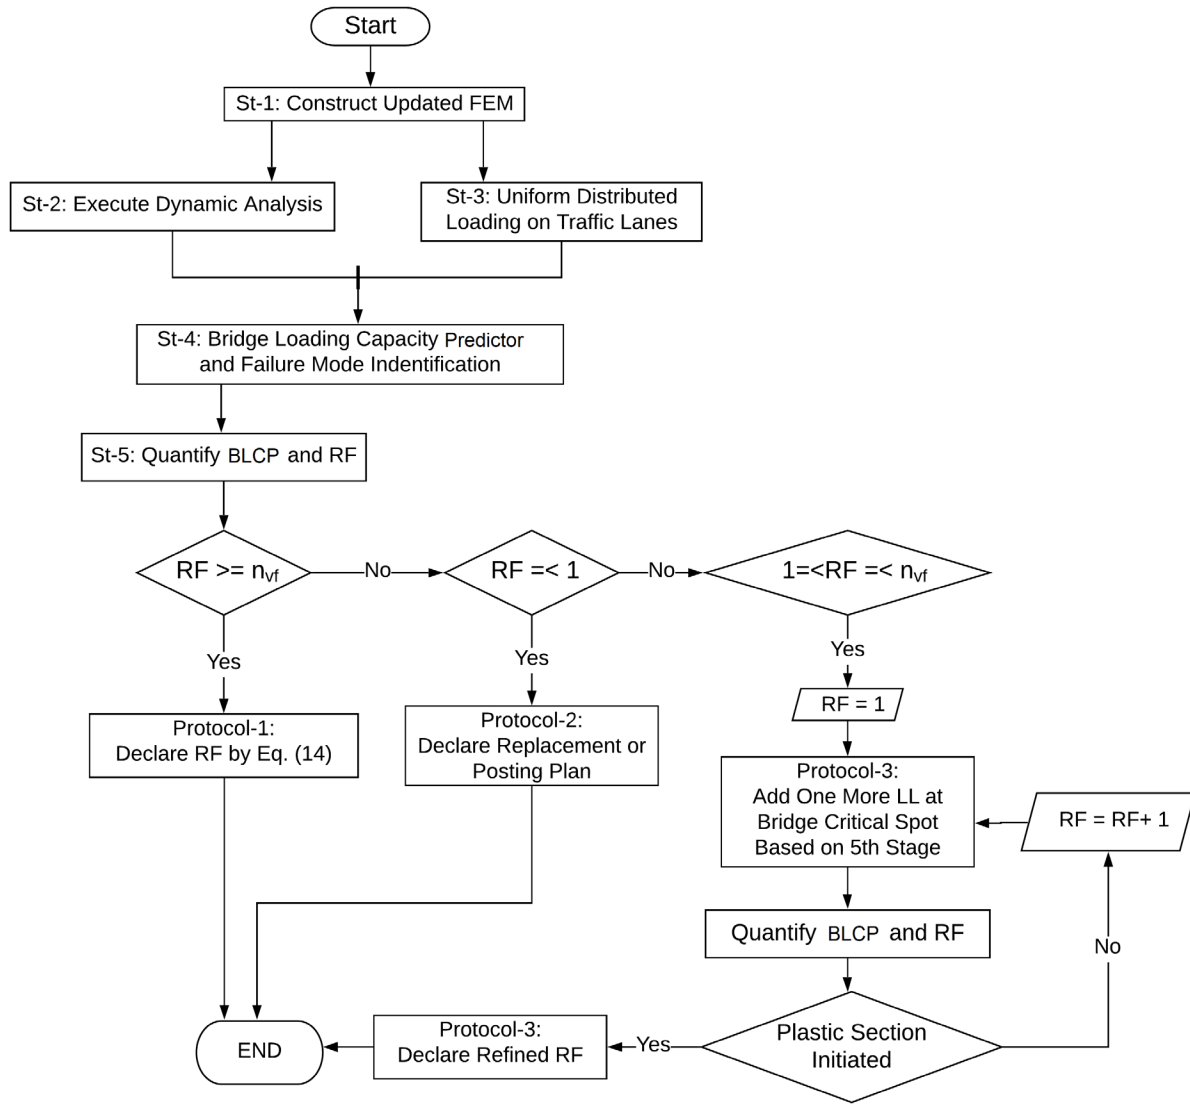 Start
St-1: Construct Updated FEM
St-2: Execute Dynamic Analysis
St-3: Uniform Distributed
Loading on Traffic Lanes
St-4: Bridge Loading Capacity Predictor
and Failure Mode Indentification
St-5: Quantify BLCP and RF
RF >= nvf
No
RF =< 1
No
1=<RF =< nvf
Yes
Yes
Yes
RF = 1
Protocol-1:
Declare RF by Eq. (14)
Protocol-2:
Declare Replacement or
Posting Plan
Protocol-3:
Add One More LL at
Bridge Critical Spot
Based on 5th Stage
RF = RF+ 1
Quantify BLCP and RF
No
Plastic Section
Initiated
Yes
Protocol-3:
Declare Refined RF
END